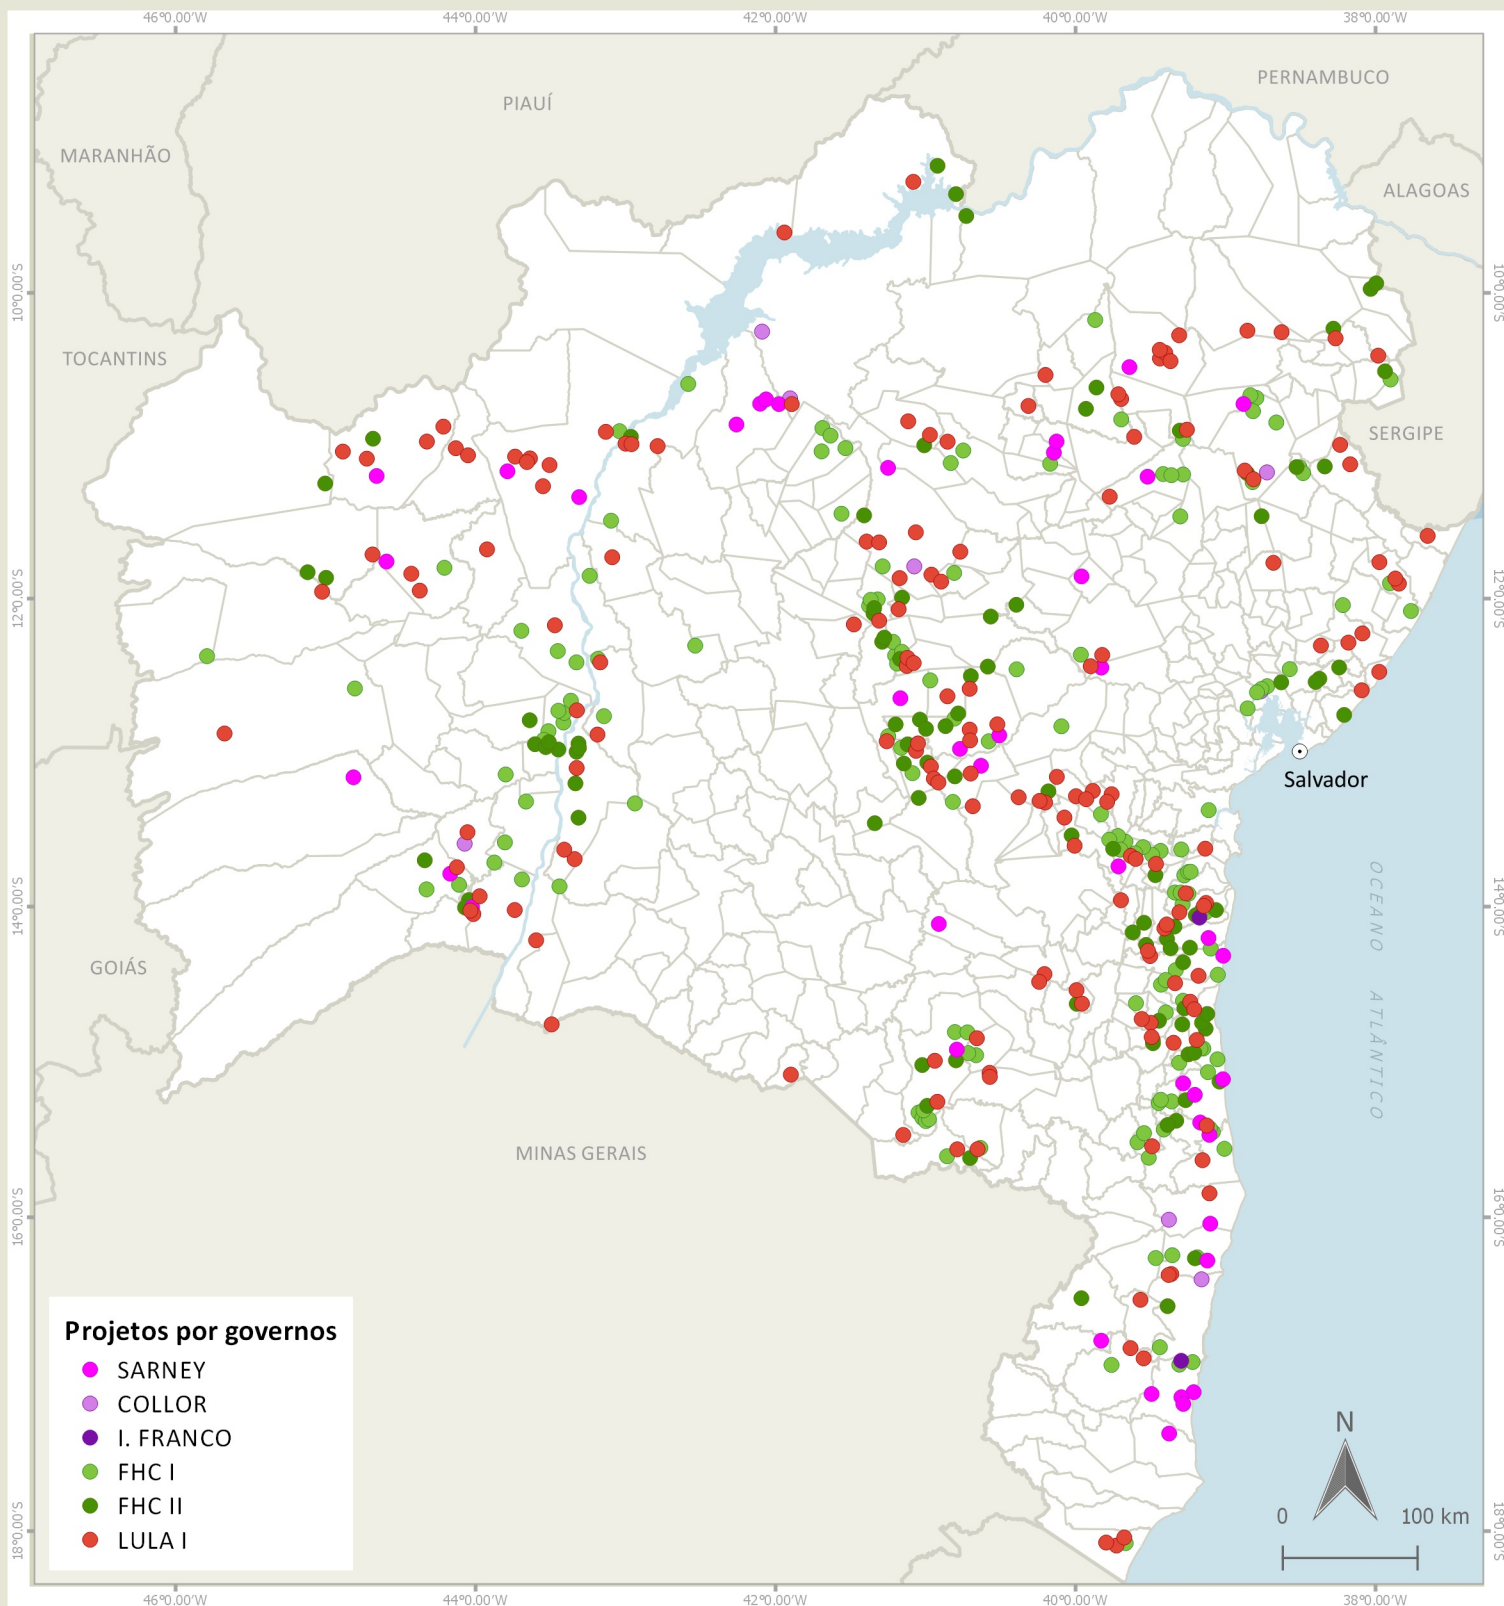 46°0.00'W 44°0.00'W 42°0.00'W 40°0.00'W 38°0.00'W
PERNAMBUCO
PIAUÍ
MARANHÃO
ALAGOAS
10°0.00'S 10°0.00'S
TOCANTINS
SERGIPE
12°0.00'S 12°0.00'S
Salvador
14°0.00'S 14°0.00'S
OCEANO ATLÂNTICO
GOIÁS
MINAS GERAIS
16°0.00'S 16°0.00'S
Projetos por governos
SARNEY
COLLOR
I. FRANCO
FHC I
FHC II
LULA I
N
0 100 km
18°0.00'S 18°0.00'S
46°0.00'W 44°0.00'W 42°0.00'W 40°0.00'W 38°0.00'W